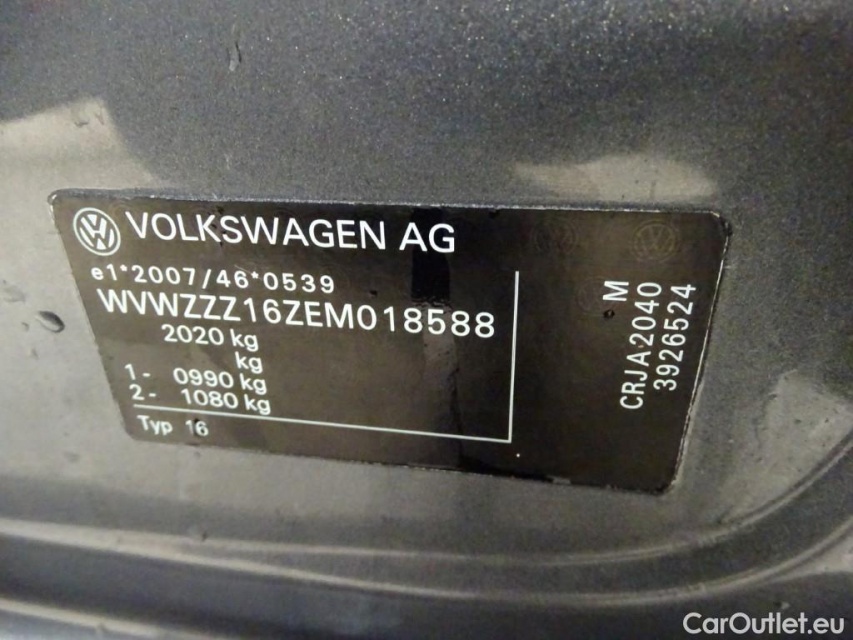 VOLKSWAGEN AG
e1*2007/46*0539
WVWZZZ16ZEM018588
2020 kg
kg
1- 0990 kg
2- 1080 kg
Typ 16
M
CRJA2040
3926524
CarOutlet.eu